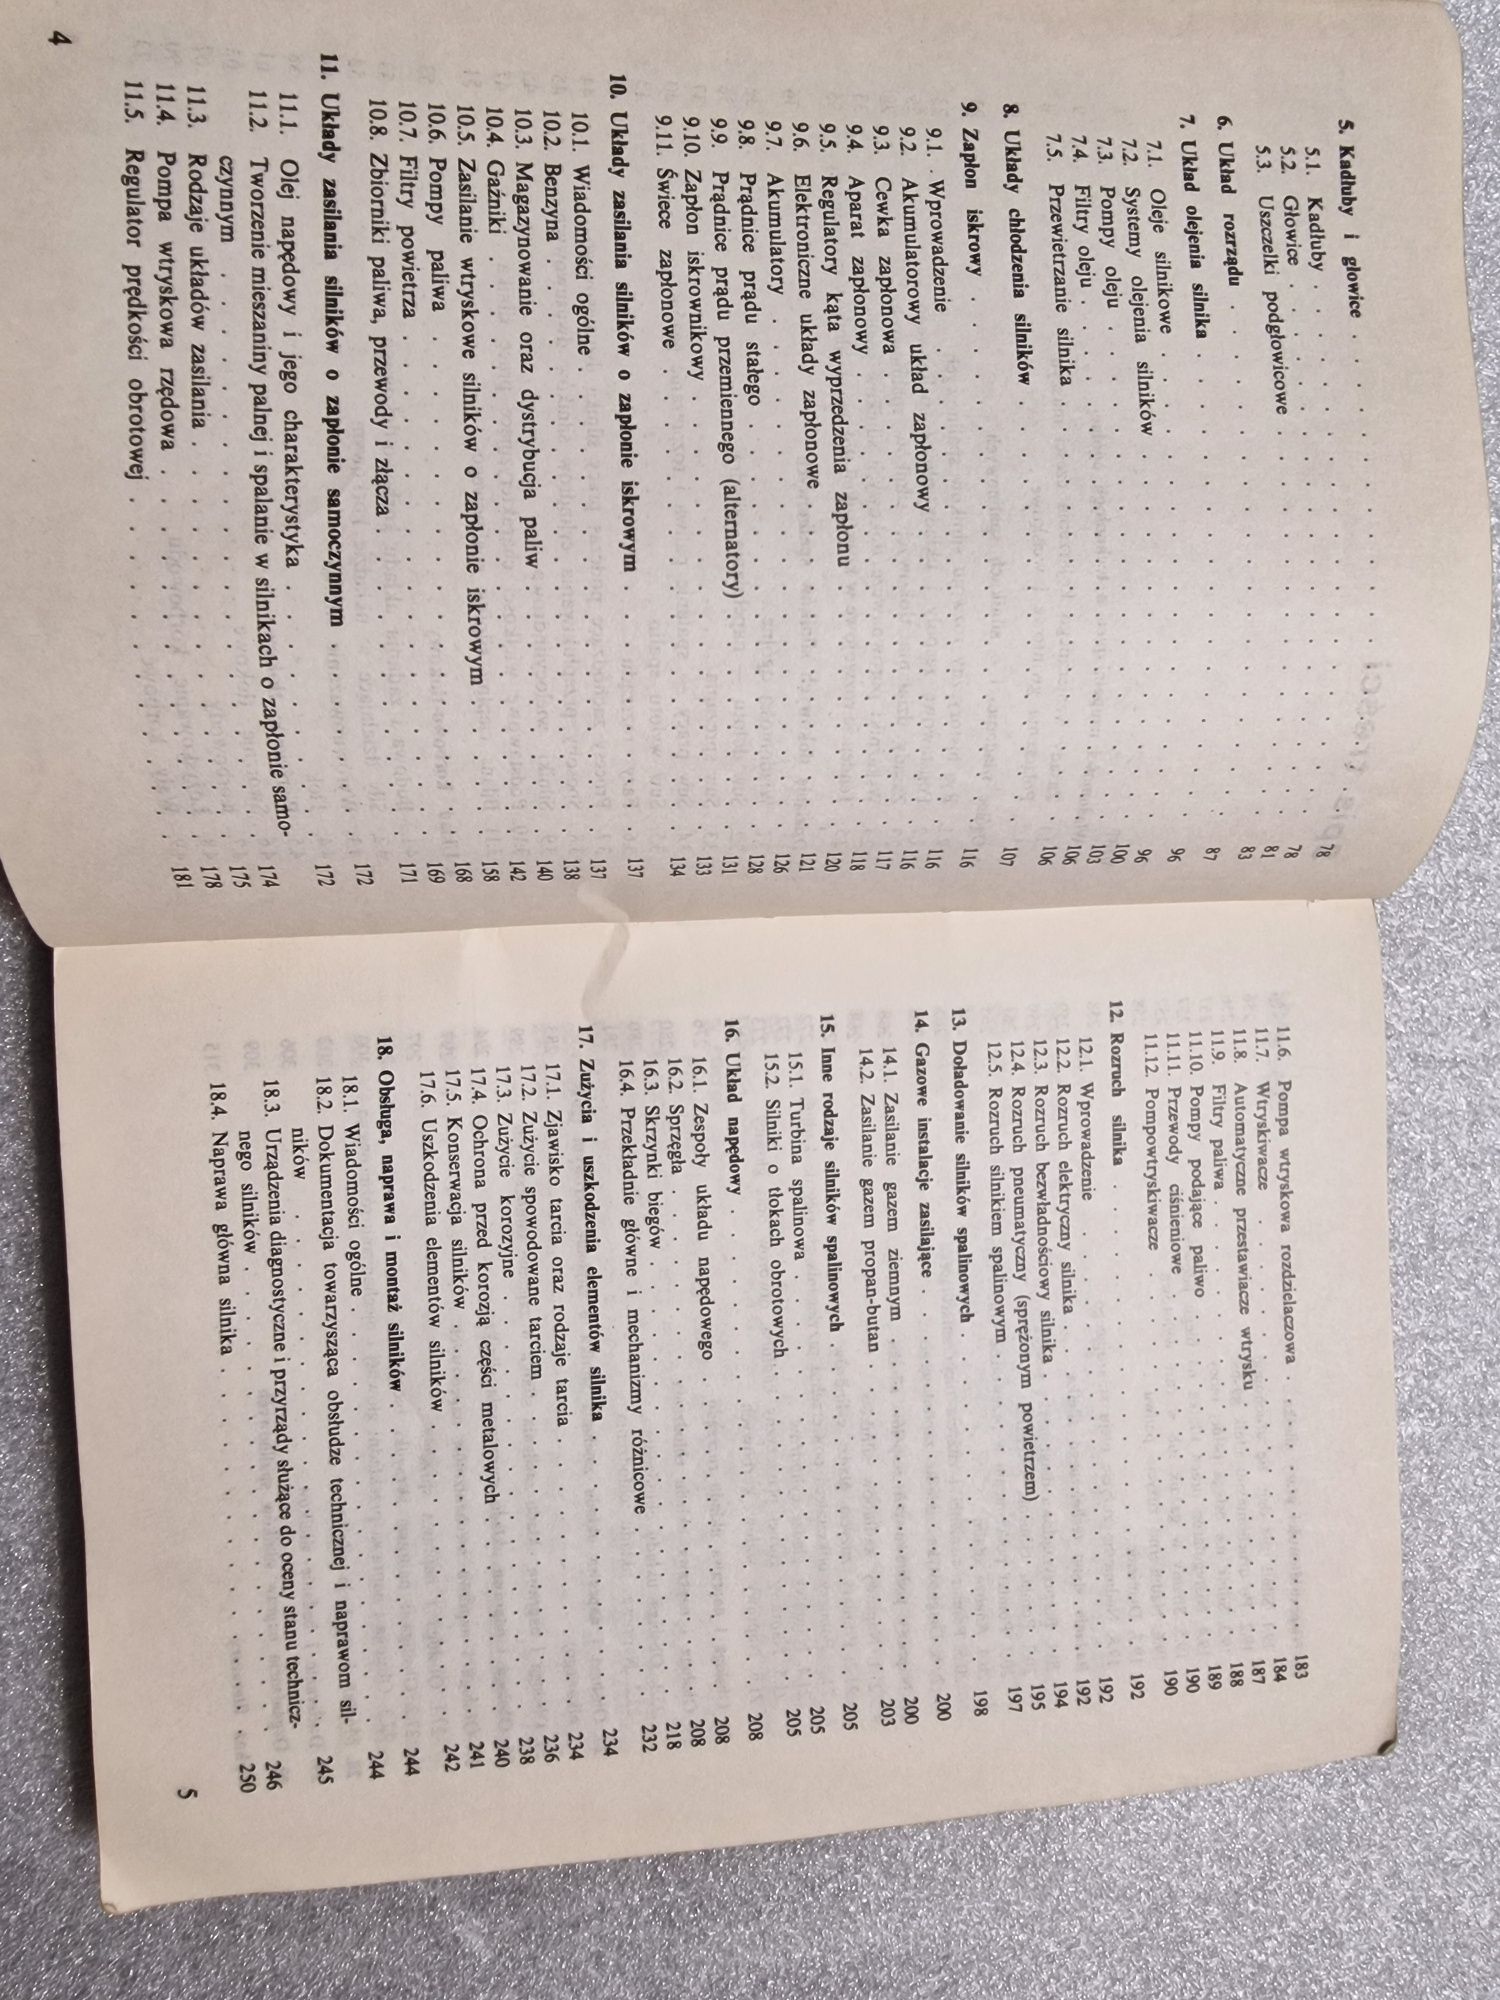 5. Kadłuby i głowice . . . . . 78
5.1. Kadłuby . . . . . 78
5.2. Głowice . . . . . 81
5.3. Uszczelki podgłowicowe . . . . . 83
6. Układ rozrządu . . . . . 87
7. Układ olejenia silnika . . . . . 96
7.1. Oleje silnikowe . . . . . 96
7.2. Systemy olejenia silników . . . . . 100
7.3. Pompy oleju . . . . . 103
7.4. Filtry oleju . . . . . 106
7.5. Przewietrzanie silnika . . . . . 106
8. Układy chłodzenia silników . . . . . 107
9. Zapłon iskrowy . . . . . 116
9.1. Wprowadzenie . . . . . 116
9.2. Akumulatorowy układ zapłonowy . . . . . 116
9.3. Cewka zapłonowa . . . . . 117
9.4. Aparat zapłonowy . . . . . 118
9.5. Regulatory kąta wyprzedzenia zapłonu . . . . . 120
9.6. Elektroniczne układy zapłonowe . . . . . 121
9.7. Akumulatory . . . . . 126
9.8. Prądnice prądu stałego . . . . . 128
9.9. Prądnice prądu przemiennego (alternatory) . . . . . 131
9.10. Zapłon iskrownikowy . . . . . 133
9.11. Świece zapłonowe . . . . . 134
10. Układy zasilania silników o zapłonie iskrowym . . . . . 137
10.1. Wiadomości ogólne . . . . . 137
10.2. Benzyna . . . . . 138
10.3. Magazynowanie oraz dystrybucja paliw . . . . . 140
10.4. Gaźniki . . . . . 142
10.5. Zasilanie wtryskowe silników o zapłonie iskrowym . . . . . 158
10.6. Pompy paliwa . . . . . 168
10.7. Filtry powietrza . . . . . 169
10.8. Zbiorniki paliwa, przewody i złącza . . . . . 171
11. Układy zasilania silników o zapłonie samoczynnym . . . . . 172
11.1. Olej napędowy i jego charakterystyka . . . . . 172
11.2. Tworzenie mieszaniny palnej i spalanie w silnikach o zapłonie samo-
czynnym . . . . . 174
11.3. Rodzaje układów zasilania . . . . . 175
11.4. Pompa wtryskowa rzędowa . . . . . 178
11.5. Regulator prędkości obrotowej . . . . . 181
4
11.6. Pompa wtryskowa rozdzielaczowa . . . . . 183
11.7. Wtryskiwacze . . . . . 184
11.8. Automatyczne przestawiacze wtrysku . . . . . 187
11.9. Filtry paliwa . . . . . 188
11.10. Pompy podające paliwo . . . . . 189
11.11. Przewody ciśnieniowe . . . . . 190
11.12. Pompowtryskiwacze . . . . . 190
12. Rozruch silnika . . . . . 192
12.1. Wprowadzenie . . . . . 192
12.2. Rozruch elektryczny silnika . . . . . 192
12.3. Rozruch bezwładnościowy silnika . . . . . 194
12.4. Rozruch pneumatyczny (sprężonym powietrzem) . . . . . 195
12.5. Rozruch silnikiem spalinowym . . . . . 197
13. Doładowanie silników spalinowych . . . . . 198
14. Gazowe instalacje zasilające . . . . . 200
14.1. Zasilanie gazem ziemnym . . . . . 200
14.2. Zasilanie gazem propan-butan . . . . . 203
15. Inne rodzaje silników spalinowych . . . . . 205
15.1. Turbina spalinowa . . . . . 205
15.2. Silniki o tłokach obrotowych . . . . . 205
16. Układ napędowy . . . . . 208
16.1. Zespoły układu napędowego . . . . . 208
16.2. Sprzęgła . . . . . 208
16.3. Skrzynki biegów . . . . . 218
16.4. Przekładnie główne i mechanizmy różnicowe . . . . . 232
17. Zużycia i uszkodzenia elementów silnika . . . . . 234
17.1. Zjawisko tarcia oraz rodzaje tarcia . . . . . 234
17.2. Zużycie spowodowane tarciem . . . . . 236
17.3. Zużycie korozyjne . . . . . 238
17.4. Ochrona przed korozją części metalowych . . . . . 240
17.5. Konserwacja silników . . . . . 241
17.6. Uszkodzenia elementów silników . . . . . 242
18. Obsługa, naprawa i montaż silników . . . . . 244
18.1. Wiadomości ogólne . . . . . 244
18.2. Dokumentacja towarzysząca obsłudze technicznej i naprawom sil-
ników . . . . . 245
18.3. Urządzenia diagnostyczne i przyrządy służące do oceny stanu technicz-
nego silników . . . . . 246
18.4. Naprawa główna silnika . . . . . 250
5